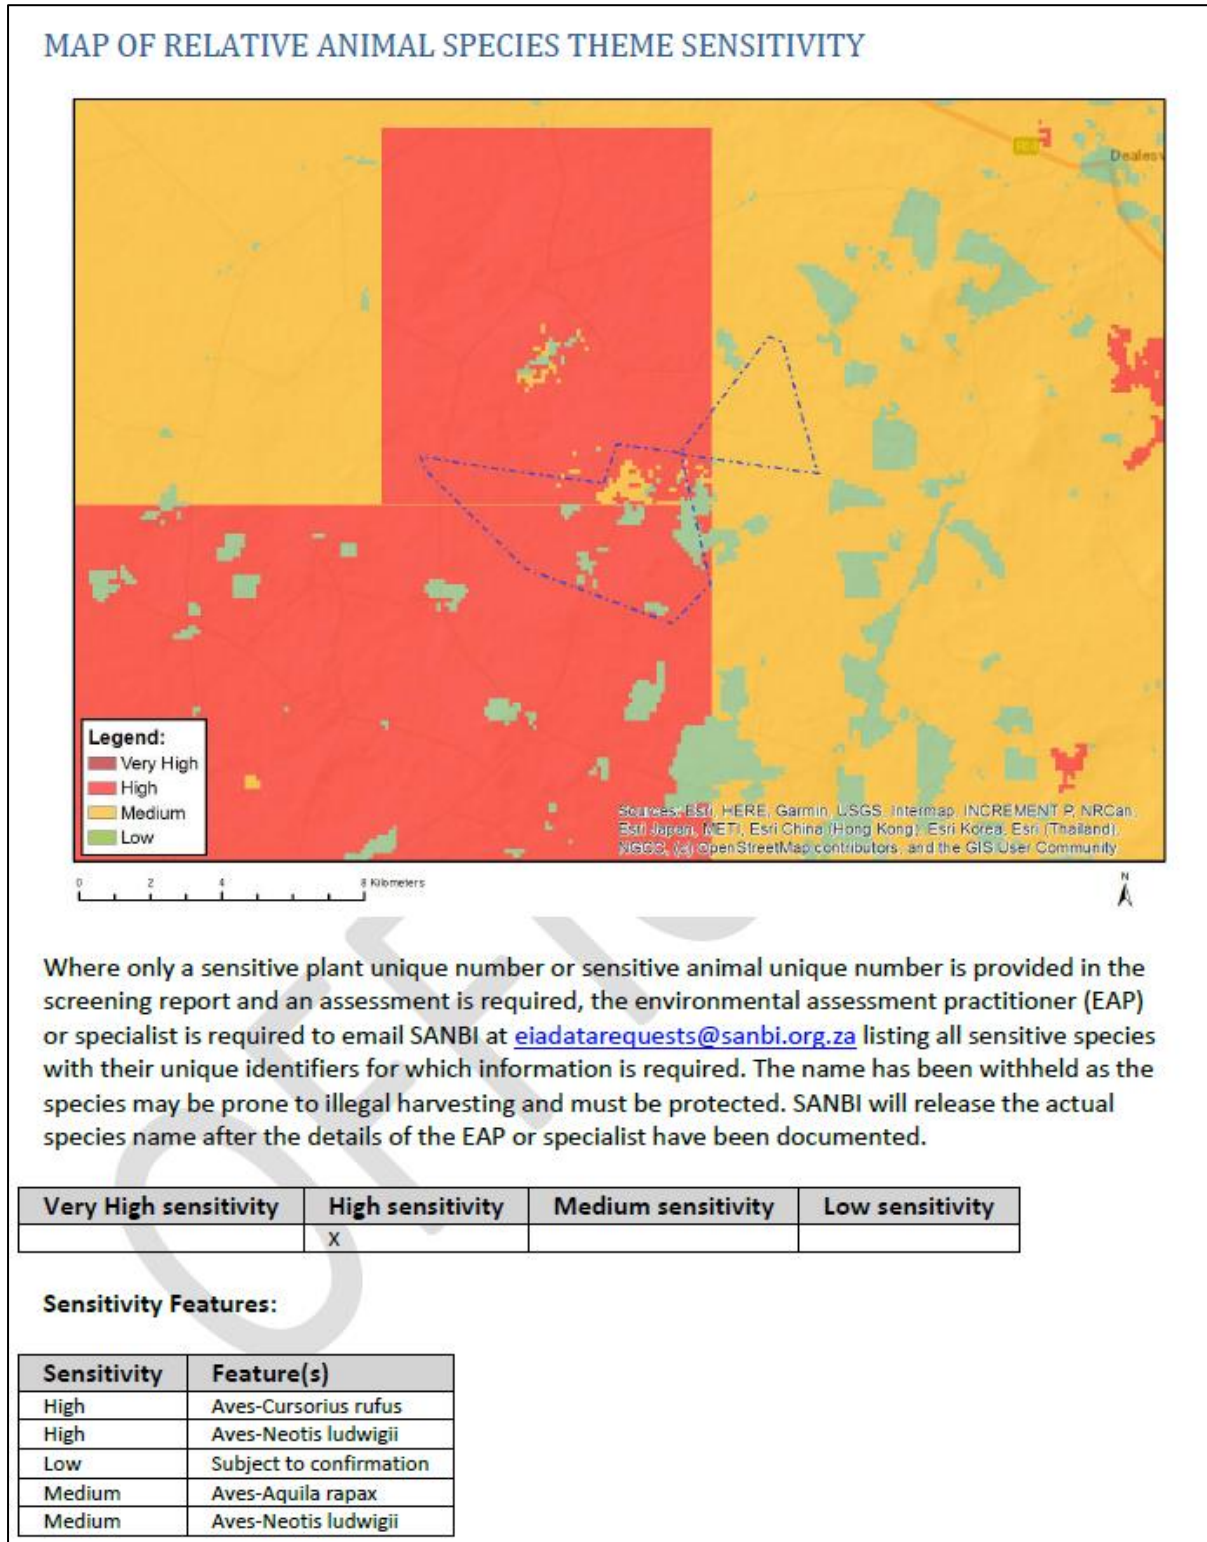 MAP OF RELATIVE ANIMAL SPECIES THEME SENSITIVITY
Legend:
Very High
High
Medium
Low
Sources: Esri, HERE, Garmin, USGS, Intermap, INCREMENT P, NRCan,
Esri Japan, METI, Esri China (Hong Kong), Esri Korea, Esri (Thailand),
NGCC, (c) OpenStreetMap contributors, and the GIS User Community
0 2 4 8 Kilometers
N
Where only a sensitive plant unique number or sensitive animal unique number is provided in the
screening report and an assessment is required, the environmental assessment practitioner (EAP)
or specialist is required to email SANBI at eiadatarequests@sanbi.org.za listing all sensitive species
with their unique identifiers for which information is required. The name has been withheld as the
species may be prone to illegal harvesting and must be protected. SANBI will release the actual
species name after the details of the EAP or specialist have been documented.
Very High sensitivity High sensitivity Medium sensitivity Low sensitivity
X
Sensitivity Features:
Sensitivity Feature(s)
High Aves-Cursorius rufus
High Aves-Neotis ludwigii
Low Subject to confirmation
Medium Aves-Aquila rapax
Medium Aves-Neotis ludwigii